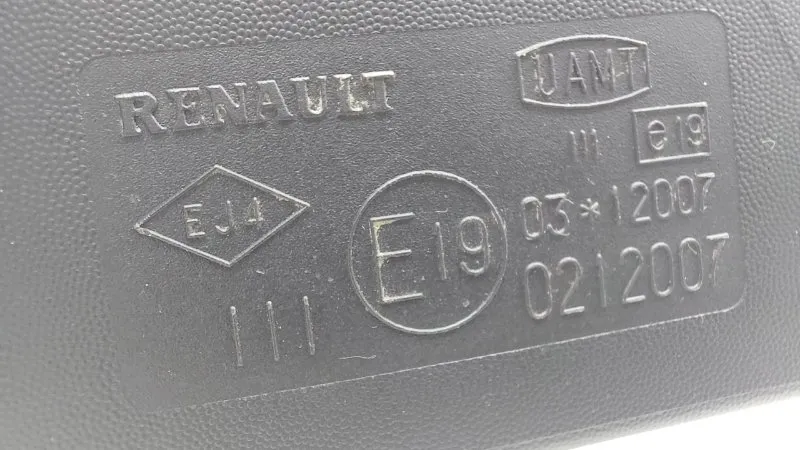 RENAULT
UAMT
III
e19
EJ4
E19
03*12007
0212007
III